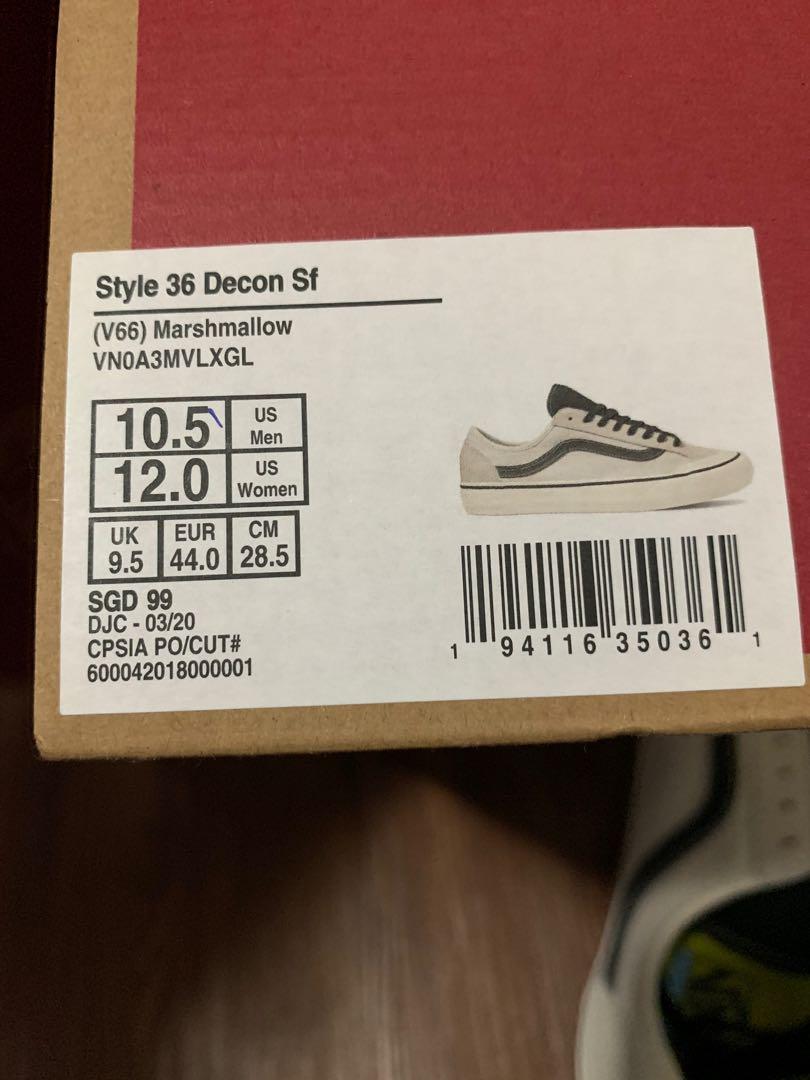 Style 36 Decon Sf
(V66) Marshmallow
VN0A3MVLXGL
10.5 US Men
12.0 US Women
UK 9.5 EUR 44.0 CM 28.5
SGD 99
DJC - 03/20
CPSIA PO/CUT#
600042018000001
1 94116 35036 1